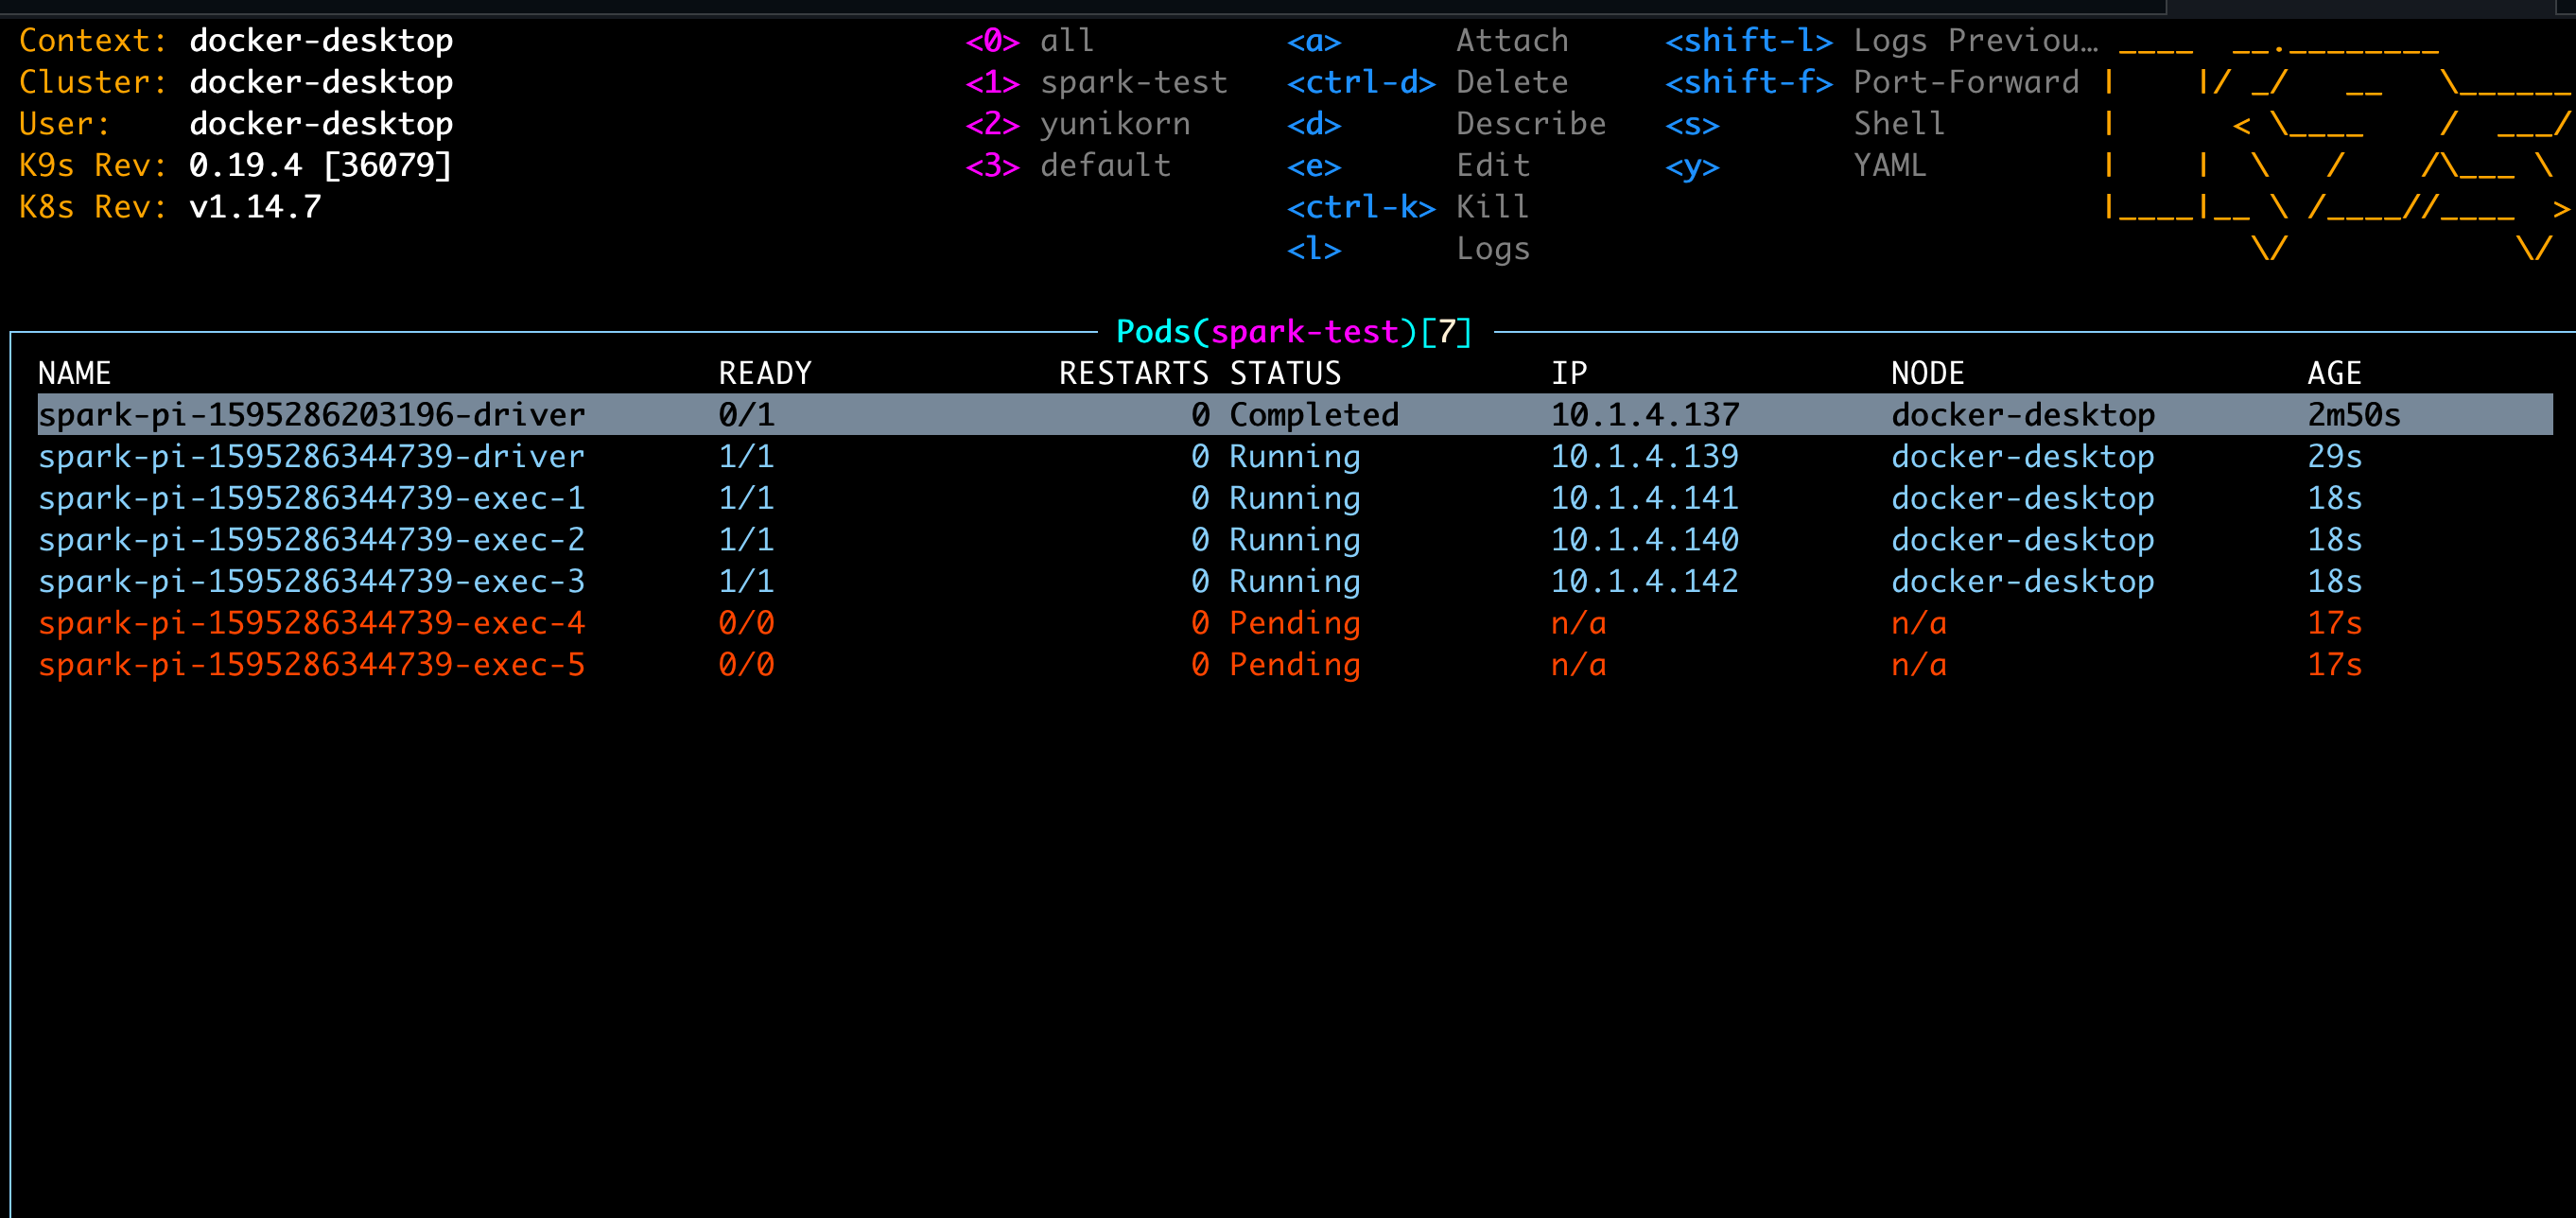 Context: docker-desktop <0> all <a> Attach <shift-l> Logs Previou…
Cluster: docker-desktop <1> spark-test <ctrl-d> Delete <shift-f> Port-Forward
User: docker-desktop <2> yunikorn <d> Describe <s> Shell
K9s Rev: 0.19.4 [36079] <3> default <e> Edit <y> YAML
K8s Rev: v1.14.7 <ctrl-k> Kill
<l> Logs
Pods(spark-test)[7]
NAME READY RESTARTS STATUS IP NODE AGE
spark-pi-1595286203196-driver 0/1 0 Completed 10.1.4.137 docker-desktop 2m50s
spark-pi-1595286344739-driver 1/1 0 Running 10.1.4.139 docker-desktop 29s
spark-pi-1595286344739-exec-1 1/1 0 Running 10.1.4.141 docker-desktop 18s
spark-pi-1595286344739-exec-2 1/1 0 Running 10.1.4.140 docker-desktop 18s
spark-pi-1595286344739-exec-3 1/1 0 Running 10.1.4.142 docker-desktop 18s
spark-pi-1595286344739-exec-4 0/0 0 Pending n/a n/a 17s
spark-pi-1595286344739-exec-5 0/0 0 Pending n/a n/a 17s